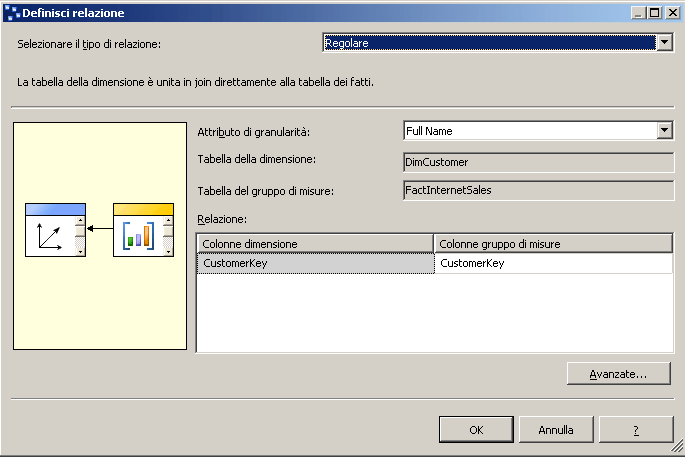 Definisci relazione
Selezionare il tipo di relazione:
Regolare
La tabella della dimensione è unita in join direttamente alla tabella dei fatti.
Attributo di granularità:
Full Name
Tabella della dimensione:
DimCustomer
Tabella del gruppo di misure:
FactInternetSales
Relazione:
Colonne dimensione
Colonne gruppo di misure
CustomerKey
CustomerKey
Avanzate...
OK
Annulla
?